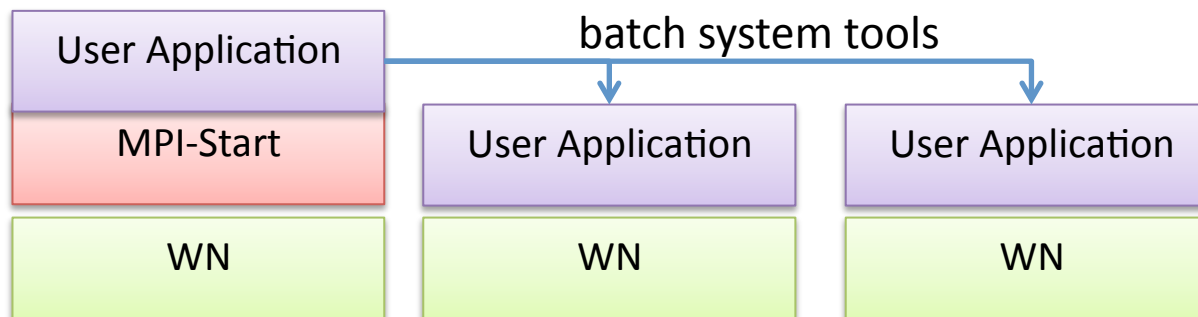 User Application
batch system tools
MPI-Start
User Application
User Application
WN
WN
WN